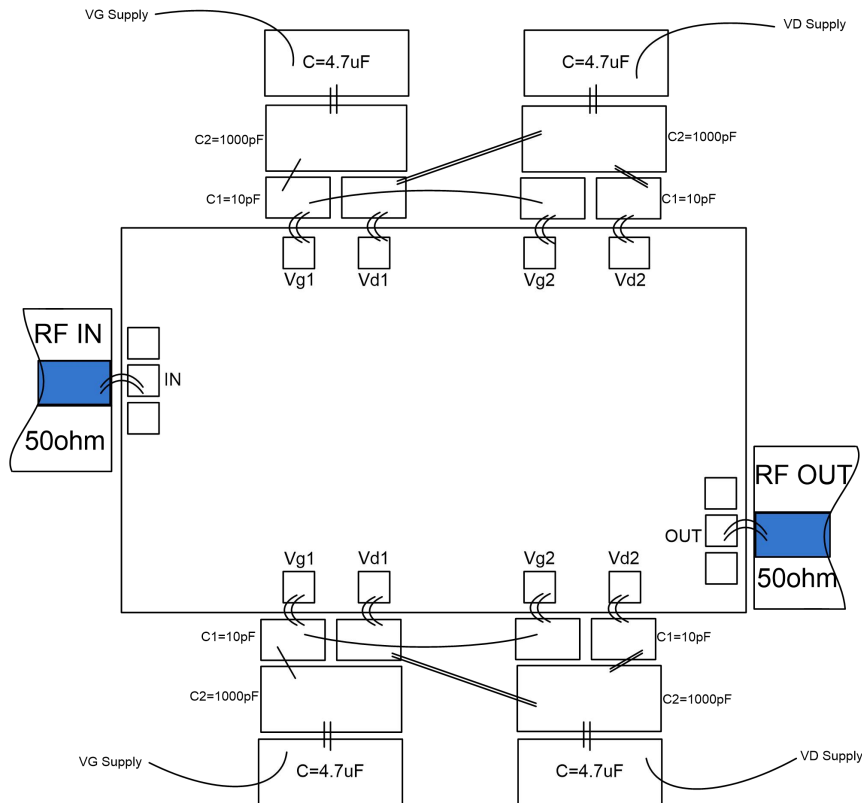 VG Supply
VD Supply
C=4.7uF
C=4.7uF
C2=1000pF
C2=1000pF
C1=10pF
C1=10pF
Vg1
Vd1
Vg2
Vd2
RF IN
IN
50ohm
RF OUT
OUT
50ohm
Vg1
Vd1
Vg2
Vd2
C1=10pF
C1=10pF
C2=1000pF
C2=1000pF
VG Supply
C=4.7uF
C=4.7uF
VD Supply